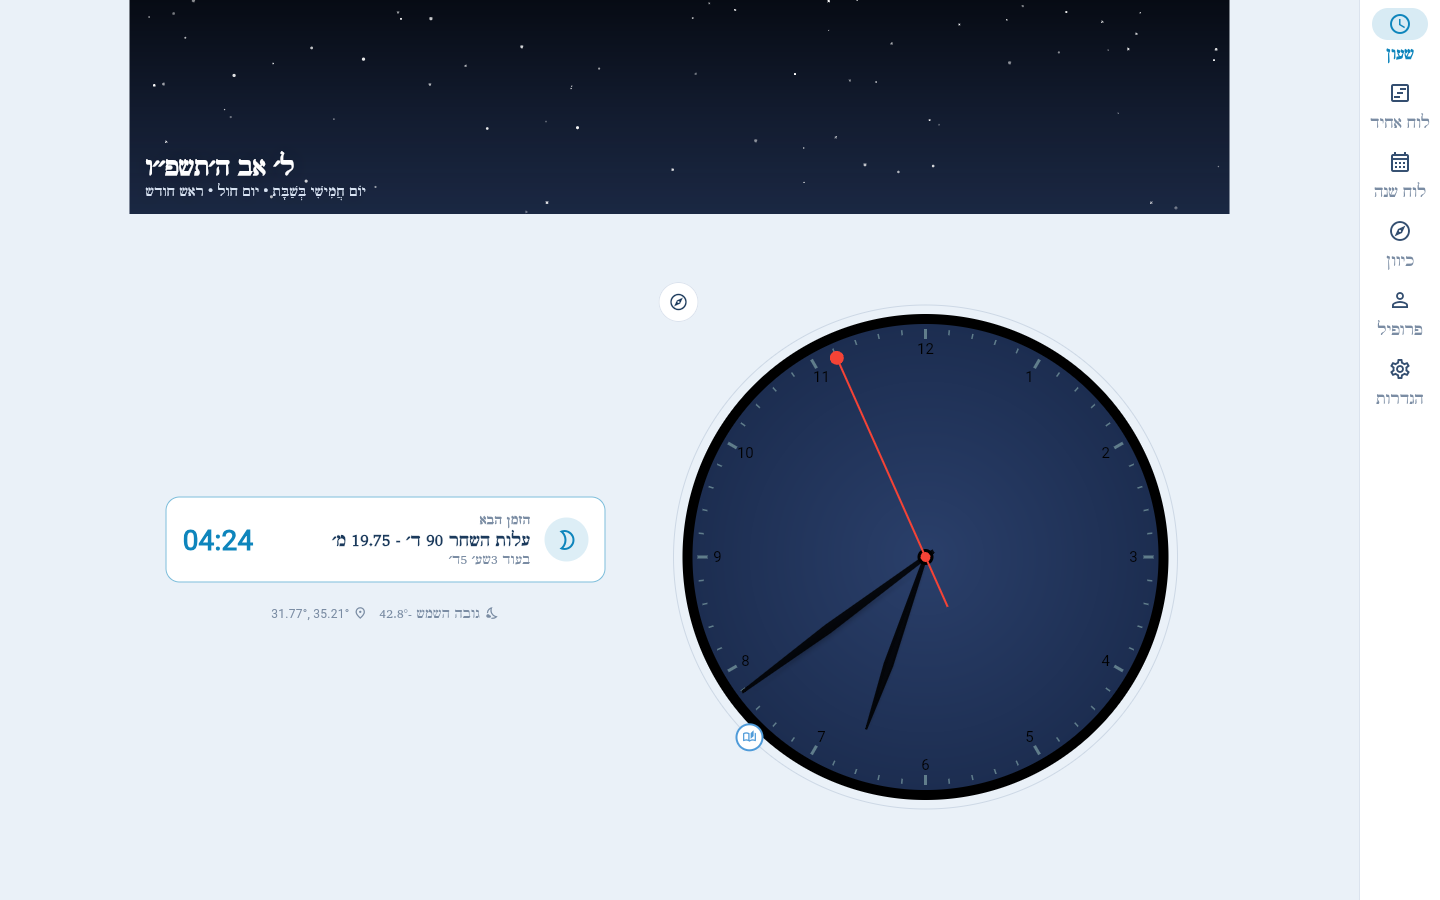 שעון
לוח אחיד
לוח שנה
כיוון
פרופיל
הגדרות
ל׳ אב ה׳תשפ״ו
יוֹם חֲמִישִׁי בְּשַׁבָּת • יום חול • ראש חודש
הזמן הבא
עלות השחר 90 ד׳ - 19.75 מ׳
בעוד 3שע׳ 5ד׳
04:24
גובה השמש -42.8°
31.77°, 35.21°
12
1
2
3
4
5
6
7
8
9
10
11